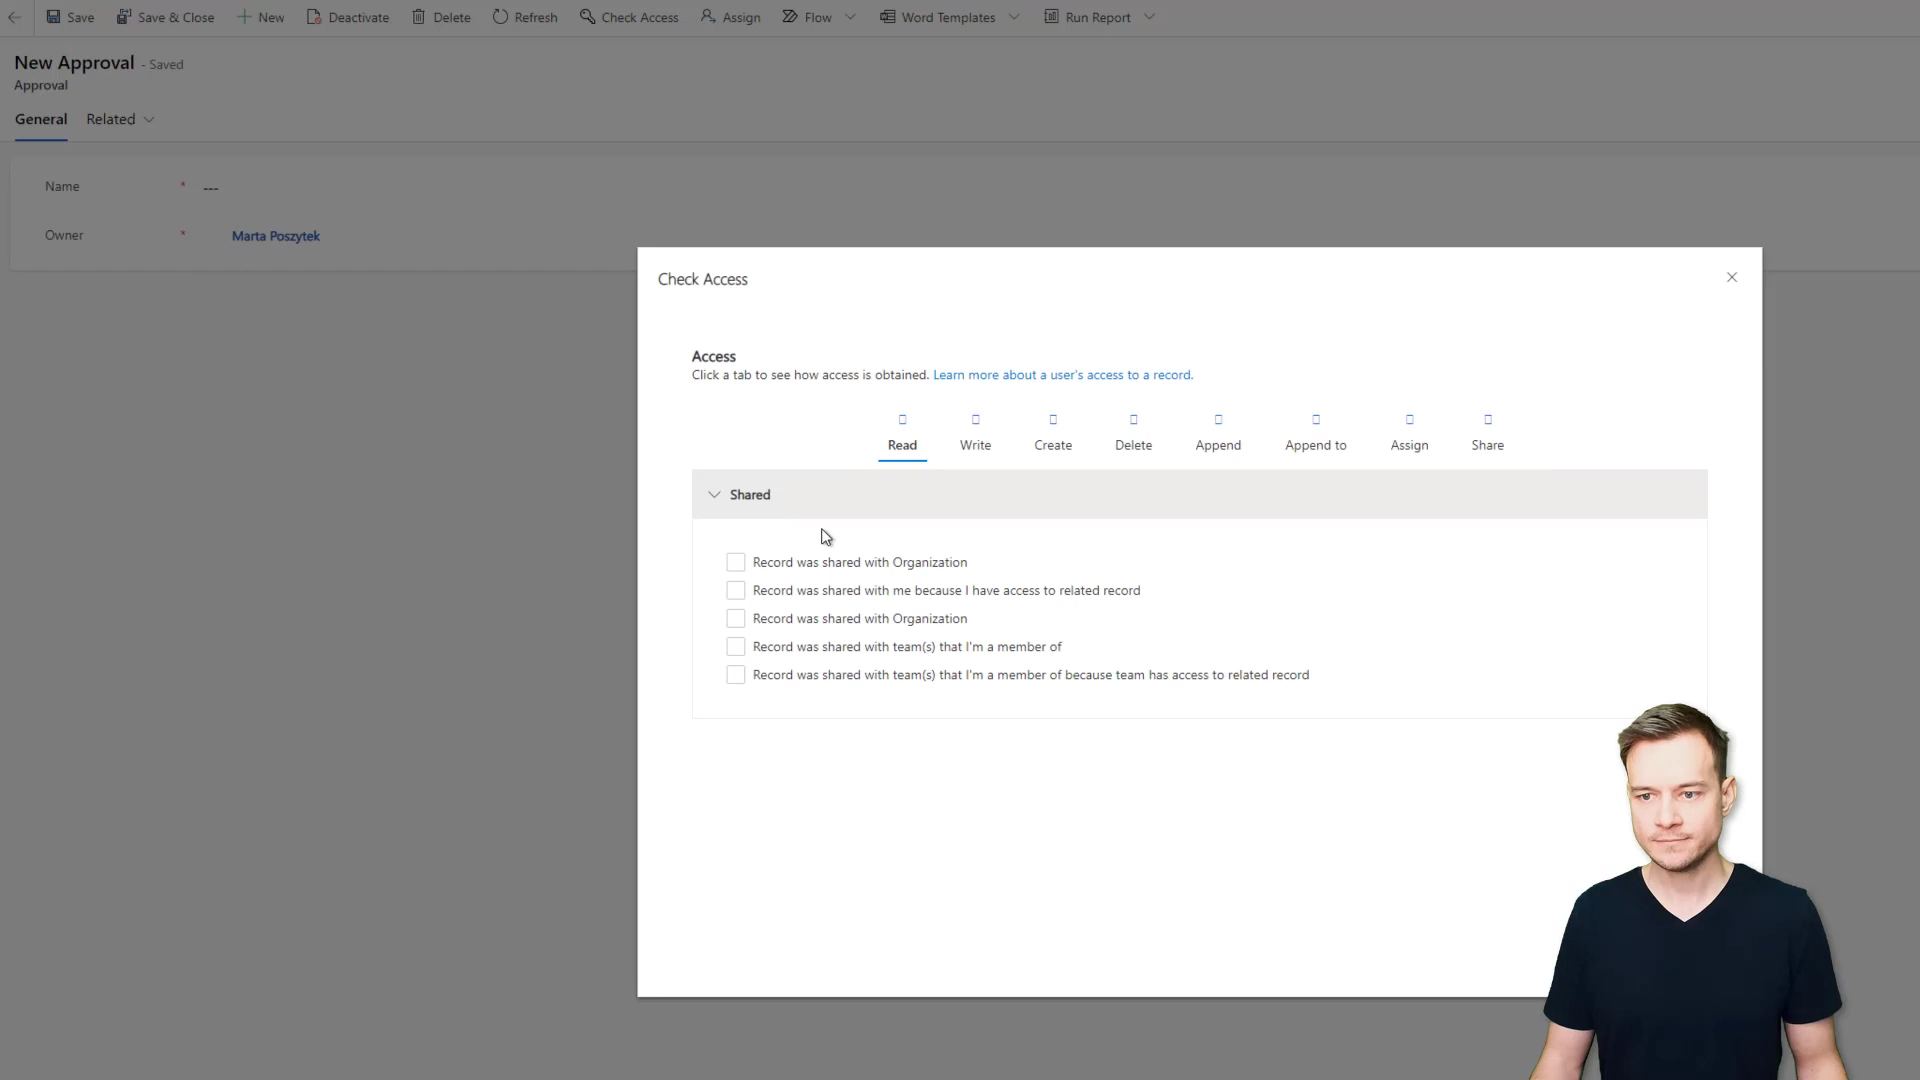 Save Save & Close New Deactivate Delete Refresh Check Access Assign Flow Word Templates Run Report
New Approval - Saved
Approval
General Related
Name * ---
Owner * Marta Poszytek
Check Access
Access
Click a tab to see how access is obtained. Learn more about a user's access to a record.
Read Write Create Delete Append Append to Assign Share
Shared
Record was shared with Organization
Record was shared with me because I have access to related record
Record was shared with Organization
Record was shared with team(s) that I'm a member of
Record was shared with team(s) that I'm a member of because team has access to related record